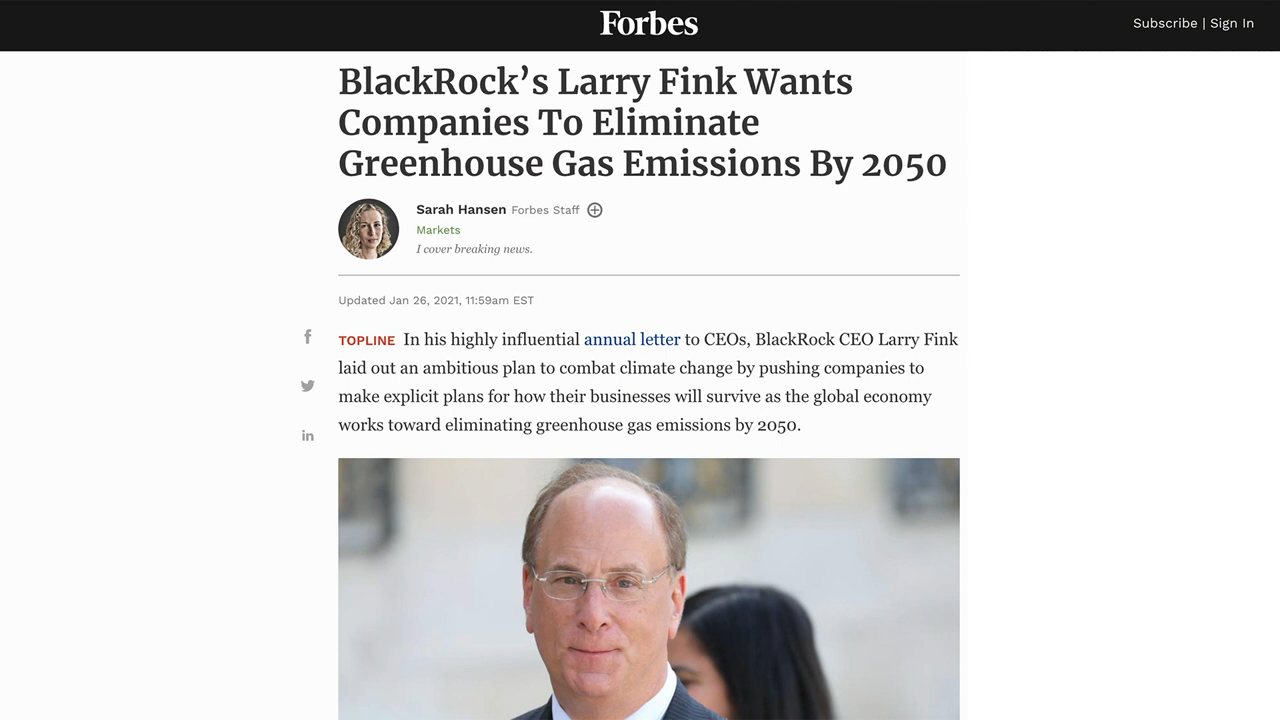 Forbes
Subscribe | Sign In
BlackRock’s Larry Fink Wants
Companies To Eliminate
Greenhouse Gas Emissions By 2050
Sarah Hansen Forbes Staff
Markets
I cover breaking news.
Updated Jan 26, 2021, 11:59am EST
TOPLINE In his highly influential annual letter to CEOs, BlackRock CEO Larry Fink
laid out an ambitious plan to combat climate change by pushing companies to
make explicit plans for how their businesses will survive as the global economy
works toward eliminating greenhouse gas emissions by 2050.